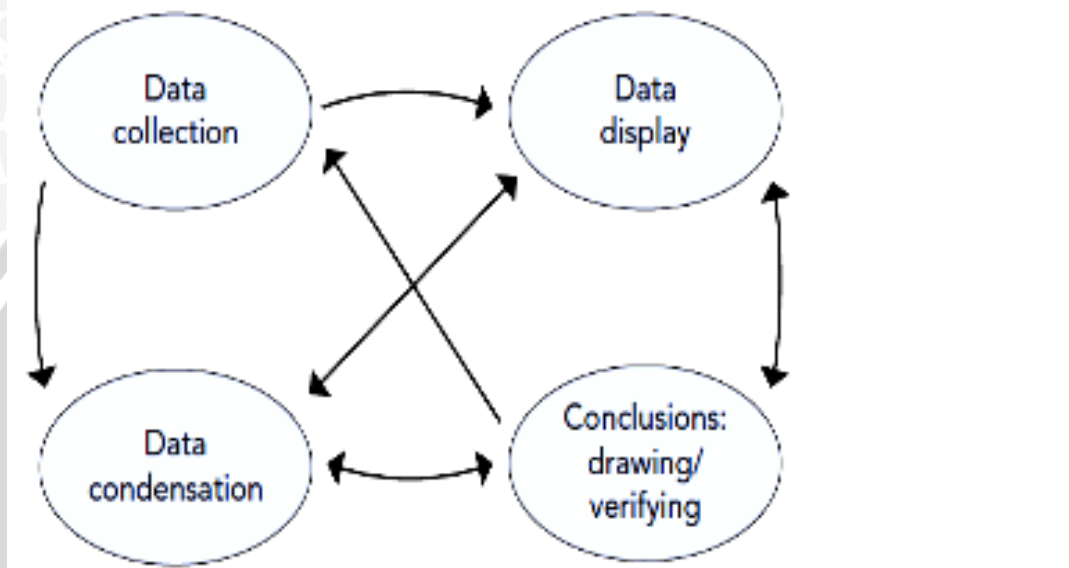 Data
collection
Data
display
Data
condensation
Conclusions:
drawing/
verifying